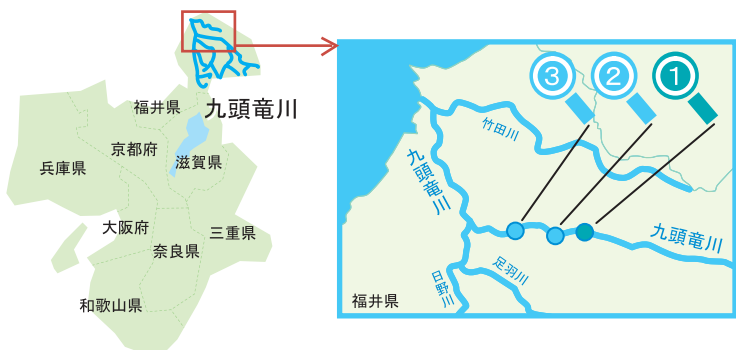 福井県
九頭竜川
京都府
兵庫県
滋賀県
大阪府
三重県
奈良県
和歌山県
③
②
①
竹田川
九頭竜川
九頭竜川
足羽川
日野川
福井県